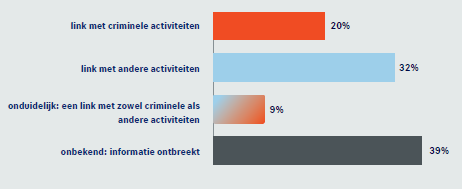 link met criminele activiteiten 20%
link met andere activiteiten 32%
onduidelijk: een link met zowel criminele als
andere activiteiten 9%
onbekend: informatie ontbreekt 39%